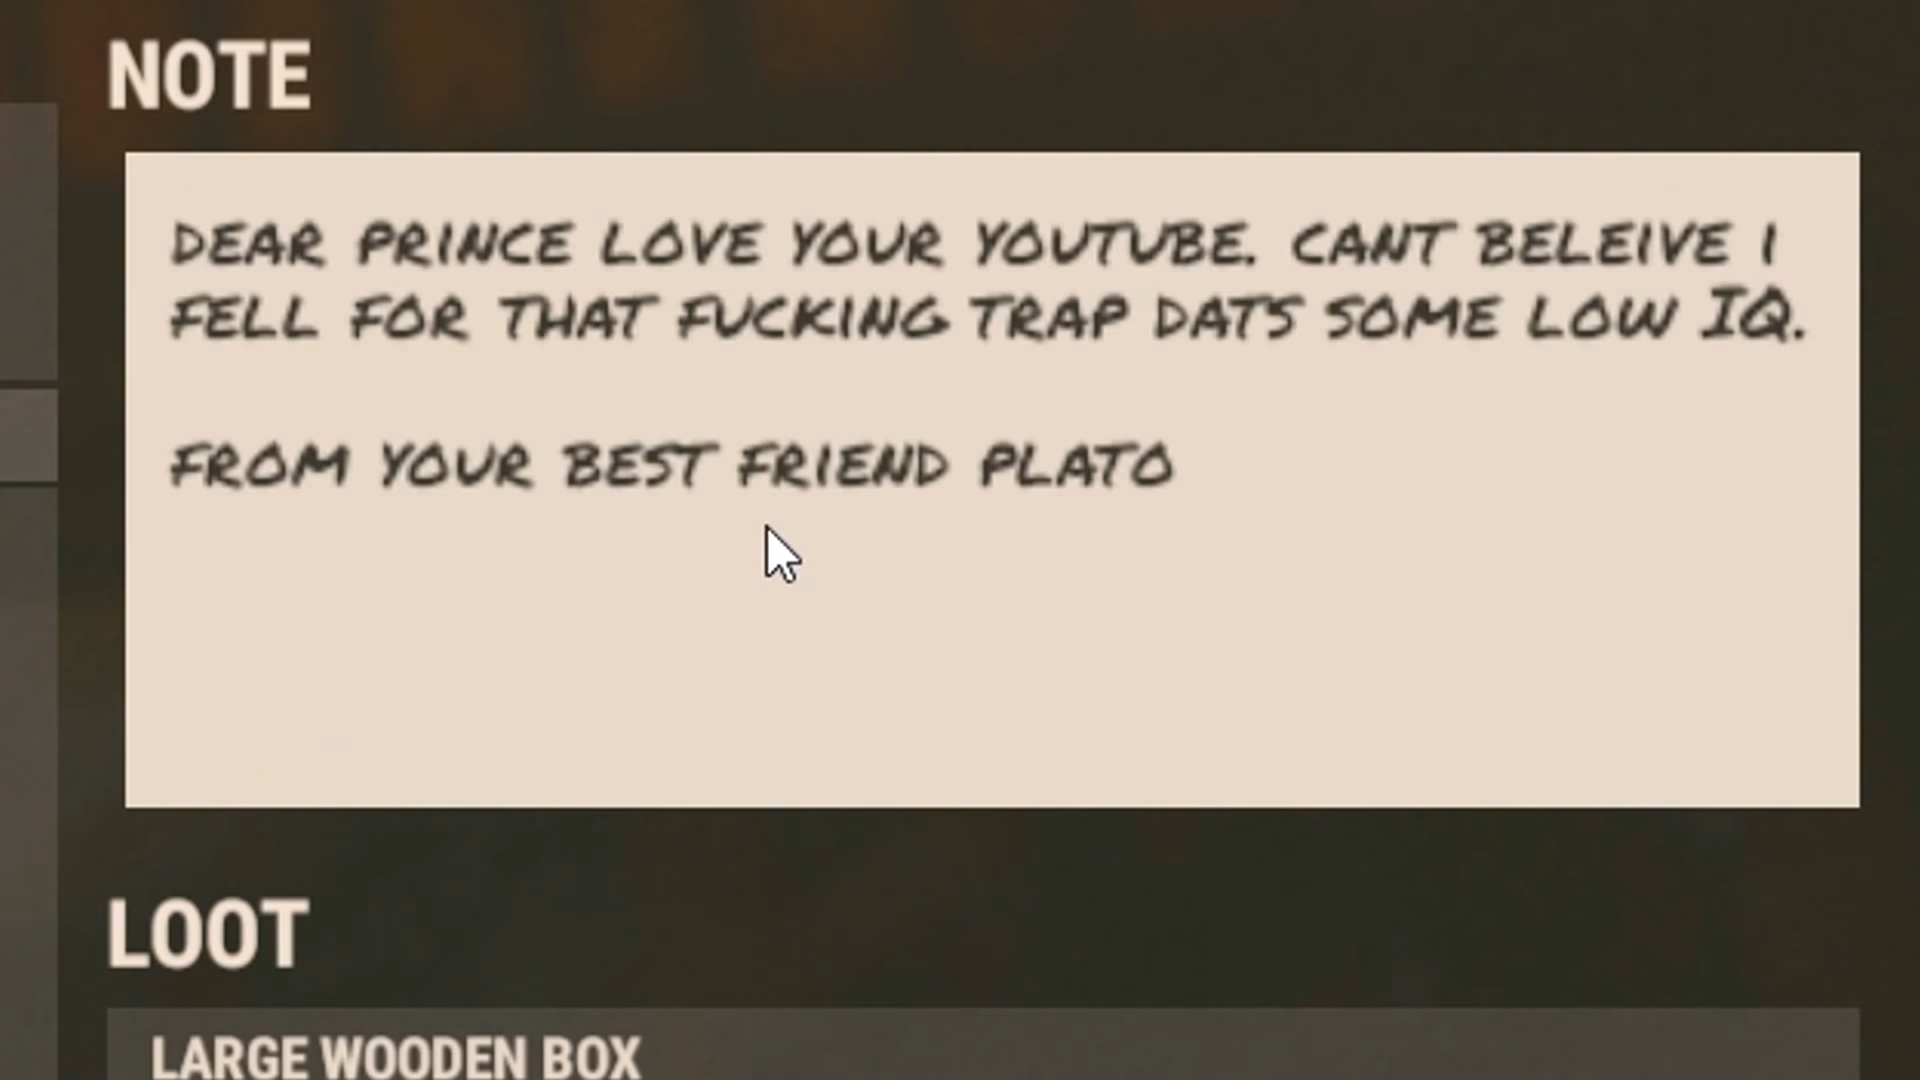 NOTE
DEAR PRINCE LOVE YOUR YOUTUBE. CANT BELEIVE I
FELL FOR THAT FUCKING TRAP DATS SOME LOW IQ.
FROM YOUR BEST FRIEND PLATO
LOOT
LARGE WOODEN BOX